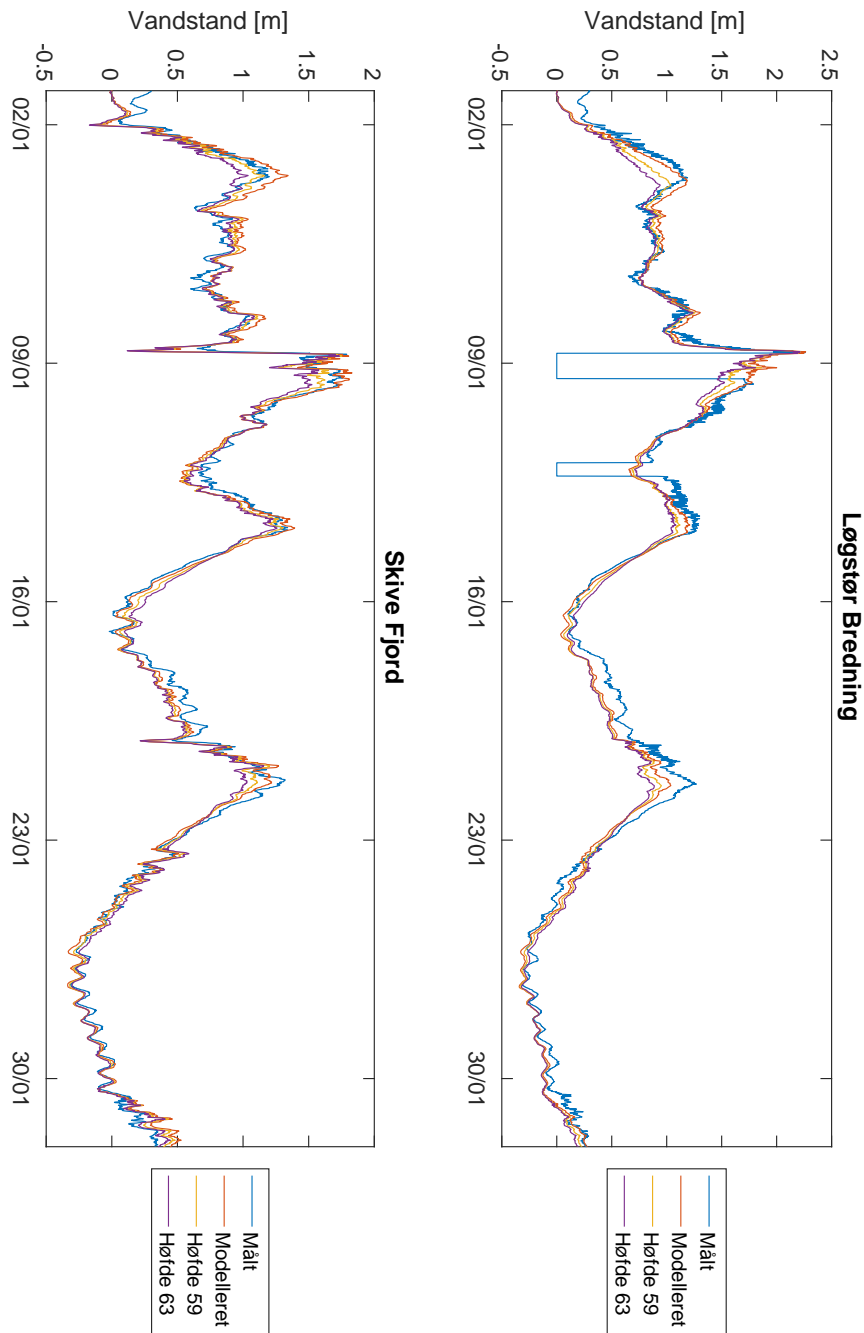 Løgstør Bredning
Vandstand [m]
2.5
2
1.5
1
0.5
0
-0.5
02/01
09/01
16/01
23/01
30/01
Målt
Modelleret
Høfde 59
Høfde 63
Skive Fjord
Vandstand [m]
2
1.5
1
0.5
0
-0.5
02/01
09/01
16/01
23/01
30/01
Målt
Modelleret
Høfde 59
Høfde 63